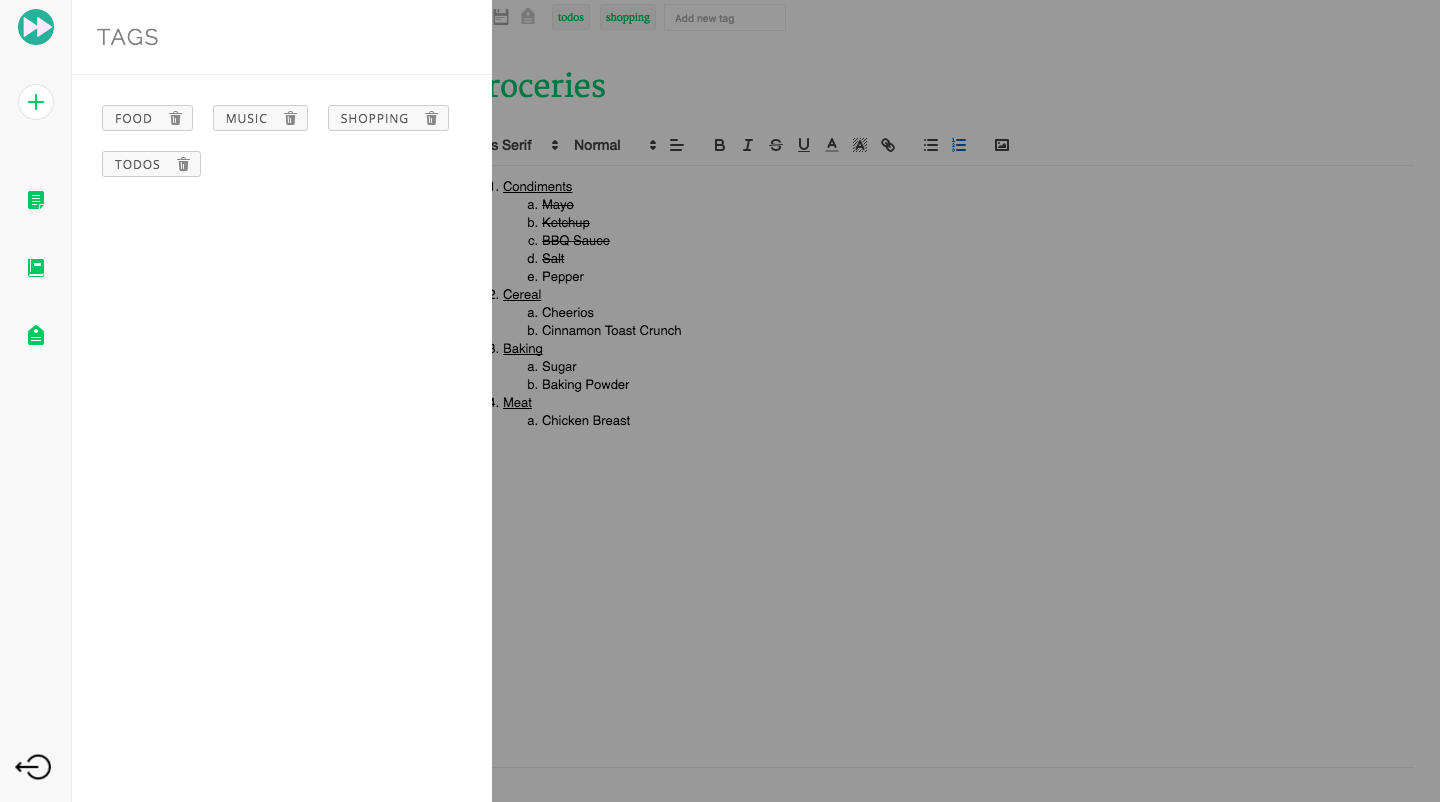 TAGS
FOOD
MUSIC
SHOPPING
TODOS
todos
shopping
Add new tag
roceries
s Serif
Normal
1. Condiments
a. Mayo
b. Ketchup
c. BBQ Sauce
d. Salt
e. Pepper
2. Cereal
a. Cheerios
b. Cinnamon Toast Crunch
3. Baking
a. Sugar
b. Baking Powder
4. Meat
a. Chicken Breast